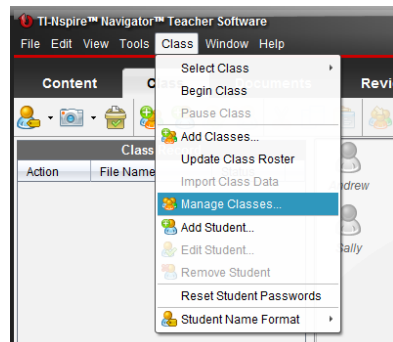 TI-Nspire™ Navigator™ Teacher Software
File Edit View Tools Class Window Help
Content
Select Class
Begin Class
Pause Class
Add Classes...
Update Class Roster
Import Class Data
Manage Classes...
Add Student...
Edit Student...
Remove Student
Reset Student Passwords
Student Name Format
Class
Action File Name